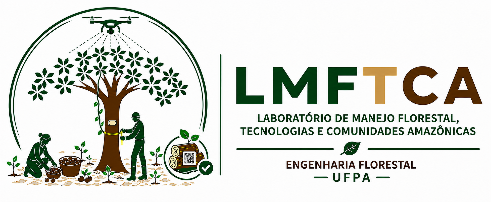 LMFTCA
LABORATÓRIO DE MANEJO FLORESTAL,
TECNOLOGIAS E COMUNIDADES AMAZÔNICAS
ENGENHARIA FLORESTAL
UFPA